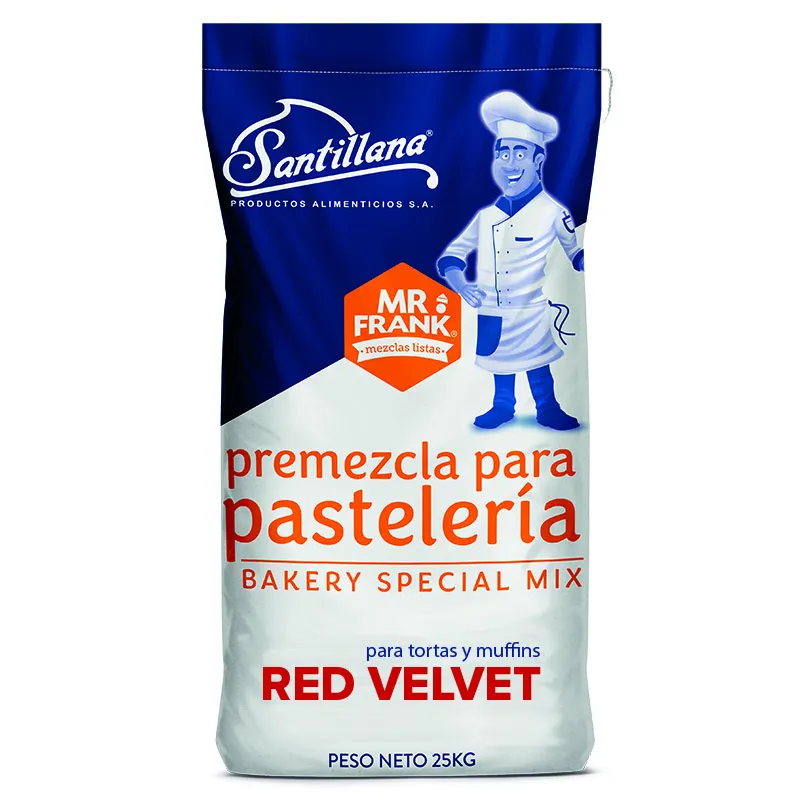 Santillana®
PRODUCTOS ALIMENTICIOS S.A.
MR
FRANK®
mezclas listas
premezcla para
pastelería
BAKERY SPECIAL MIX
para tortas y muffins
RED VELVET
PESO NETO 25KG